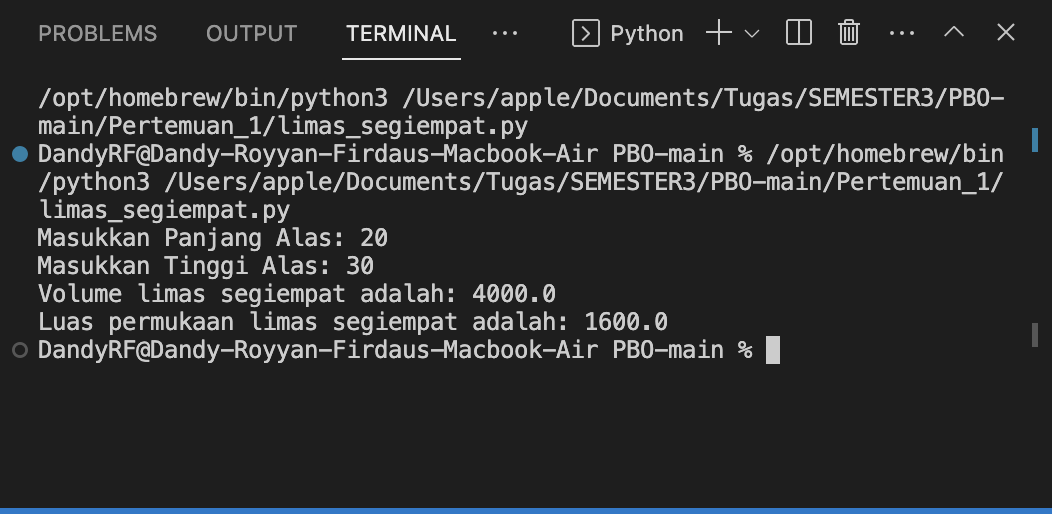 PROBLEMS OUTPUT TERMINAL ··· Python
/opt/homebrew/bin/python3 /Users/apple/Documents/Tugas/SEMESTER3/PBO-
main/Pertemuan_1/limas_segiempat.py
DandyRF@Dandy-Royyan-Firdaus-Macbook-Air PBO-main % /opt/homebrew/bin
/python3 /Users/apple/Documents/Tugas/SEMESTER3/PBO-main/Pertemuan_1/
limas_segiempat.py
Masukkan Panjang Alas: 20
Masukkan Tinggi Alas: 30
Volume limas segiempat adalah: 4000.0
Luas permukaan limas segiempat adalah: 1600.0
DandyRF@Dandy-Royyan-Firdaus-Macbook-Air PBO-main %